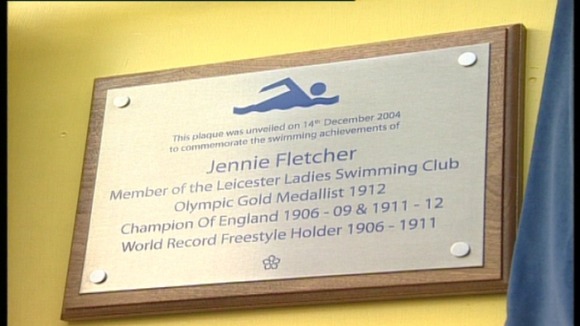 This plaque was unveiled on 14th December 2004
to commemorate the swimming achievements of
Jennie Fletcher
Member of the Leicester Ladies Swimming Club
Olympic Gold Medallist 1912
Champion Of England 1906 - 09 & 1911 - 12
World Record Freestyle Holder 1906 - 1911